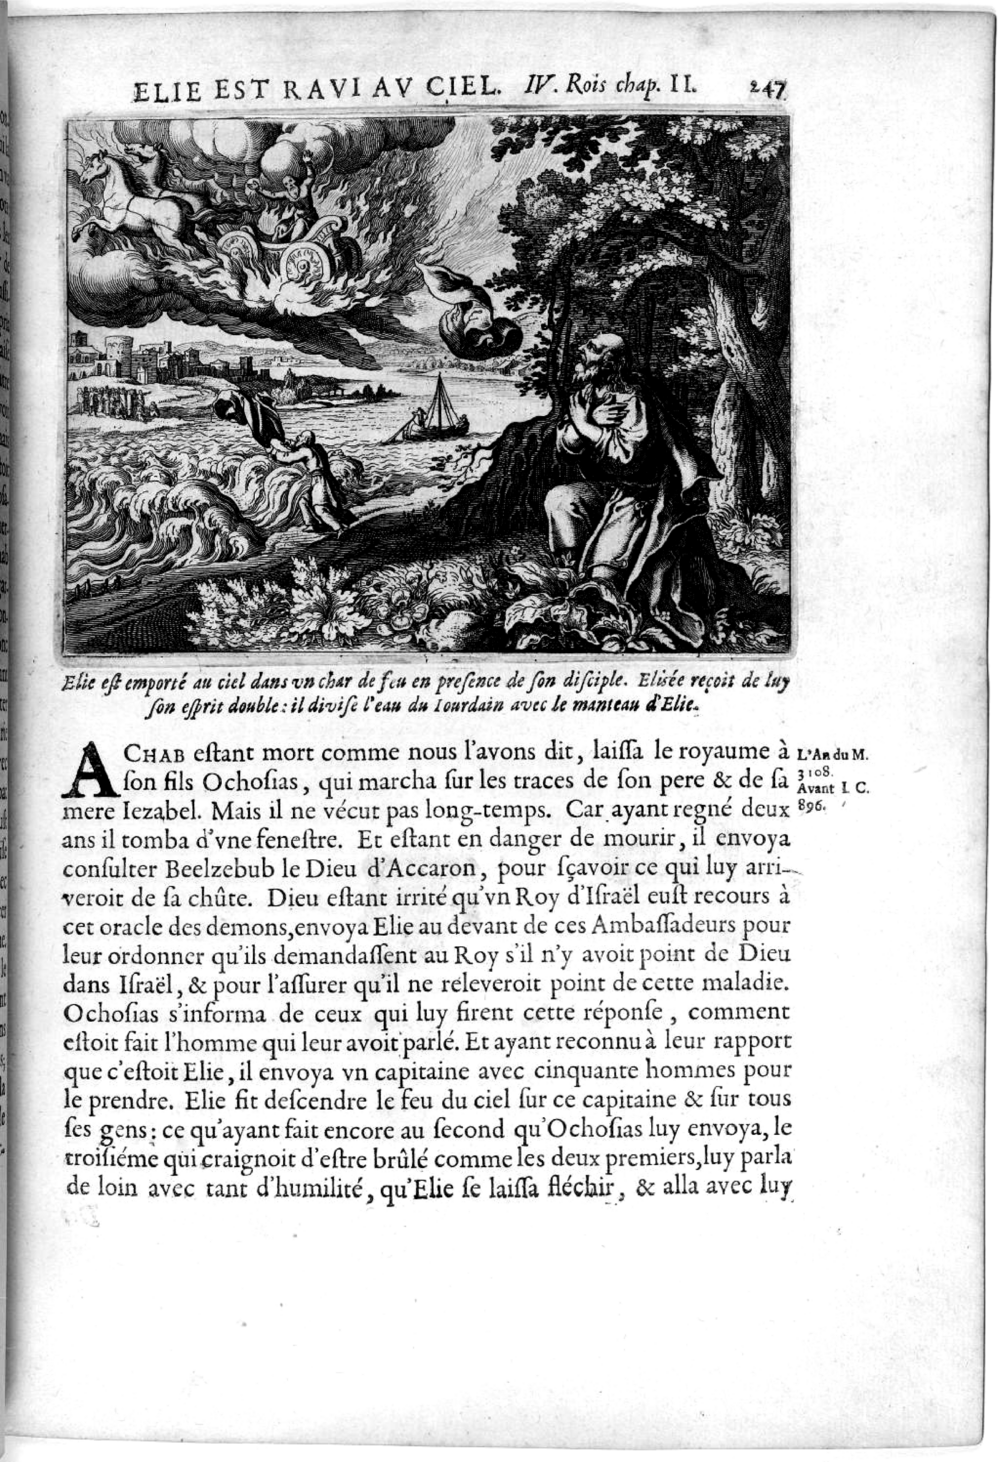 ELIE EST RAVI AV CIEL. IV. Rois chap. II. 247
Elie eſt emporté au ciel dans vn char de feu en preſence de ſon diſciple. Elisée reçoit de luy
ſon eſprit double : il diviſe l'eau du Iourdain avec le manteau d'Elie.
ACHAB eſtant mort comme nous l'avons dit, laiſſa le royaume à
ſon fils Ochoſias, qui marcha ſur les traces de ſon pere & de ſa
mere Iezabel. Mais il ne vécut pas long-temps. Car ayant regné deux
ans il tomba d'vne feneſtre. Et eſtant en danger de mourir, il envoya
conſulter Beelzebub le Dieu d'Accaron, pour ſçavoir ce qui luy arri-
veroit de ſa chûte. Dieu eſtant irrité qu'vn Roy d'Iſraël euſt recours à
cet oracle des démons, envoya Elie au devant de ces Ambaſſadeurs pour
leur ordonner qu'ils demandaſſent au Roy s'il n'y avoit point de Dieu
dans Iſraël, & pour l'aſſurer qu'il ne releveroit point de cette maladie.
Ochoſias s'informa de ceux qui luy firent cette réponſe, comment
eſtoit fait l'homme qui leur avoit parlé. Et ayant reconnu à leur rapport
que c'eſtoit Elie, il envoya vn capitaine avec cinquante hommes pour
le prendre. Elie fit deſcendre le feu du ciel ſur ce capitaine & ſur tous
ſes gens : ce qu'ayant fait encore au ſecond qu'Ochoſias luy envoya, le
troiſiéme qui craignoit d'eſtre brûlé comme les deux premiers, luy parla
de loin avec tant d'humilité, qu'Elie ſe laiſſa fléchir, & alla avec luy
L'An du M.
3108.
Avant I. C.
896.